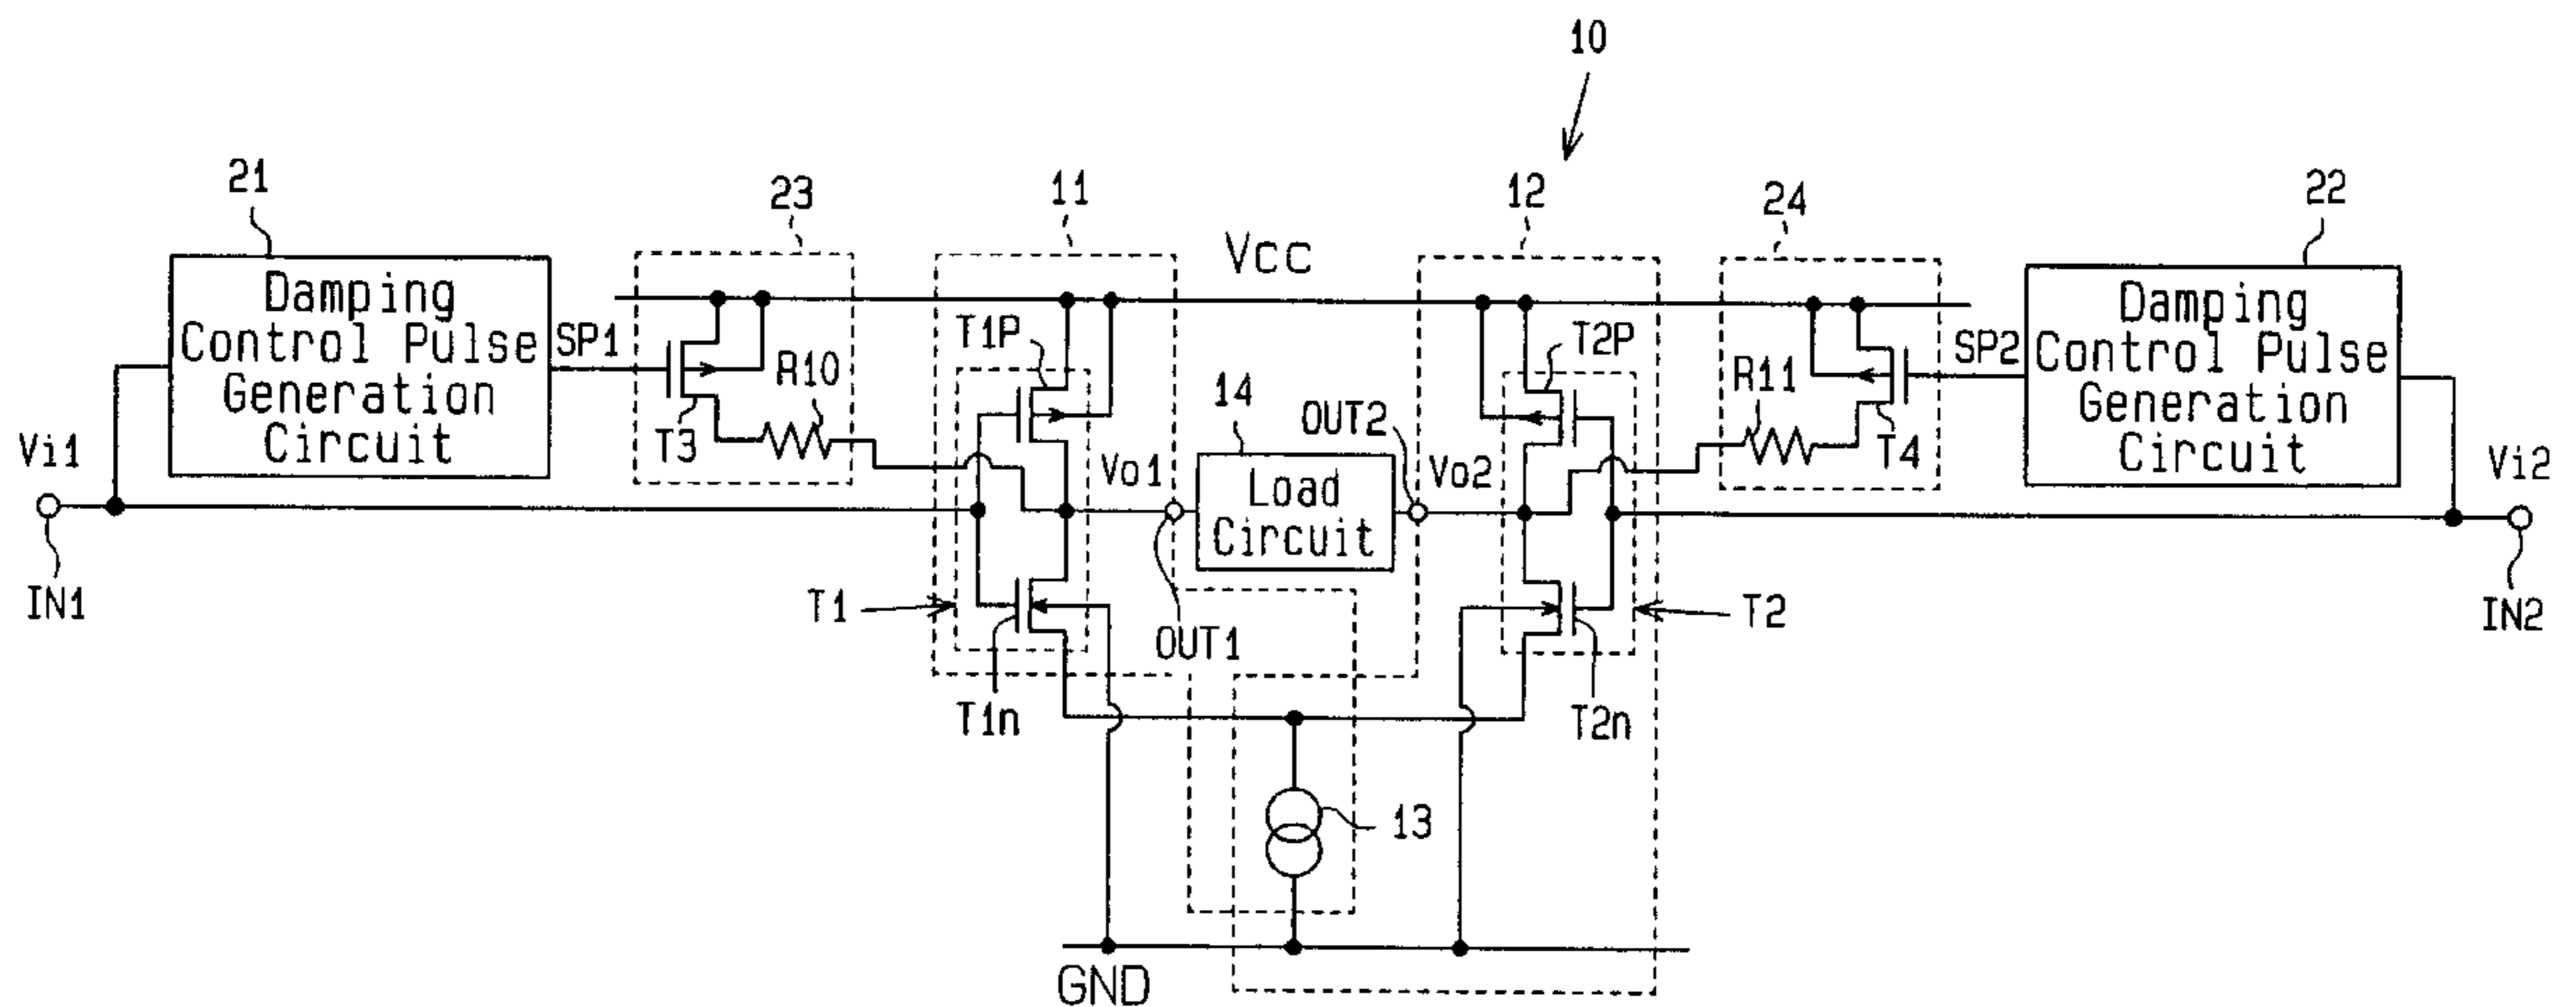 10
21
23
11
12
24
22
Vcc
Damping
Control Pulse
Generation
Circuit
SP1
T3
R10
T1P
T2P
R11
T4
SP2
Damping
Control Pulse
Generation
Circuit
14
OUT2
Vi1
Vo1
Load
Circuit
Vo2
Vi2
IN1
T1
OUT1
T2
IN2
T1n
T2n
13
GND